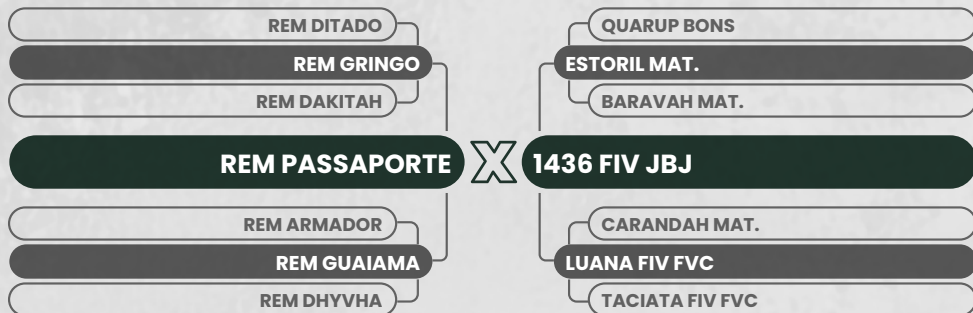 REM DITADO
QUARUP BONS
REM GRINGO
ESTORIL MAT.
REM DAKITAH
BARAVAH MAT.
REM PASSAPORTE X 1436 FIV JBJ
REM ARMADOR
CARANDAH MAT.
REM GUAIAMA
LUANA FIV FVC
REM DHYVHA
TACIATA FIV FVC